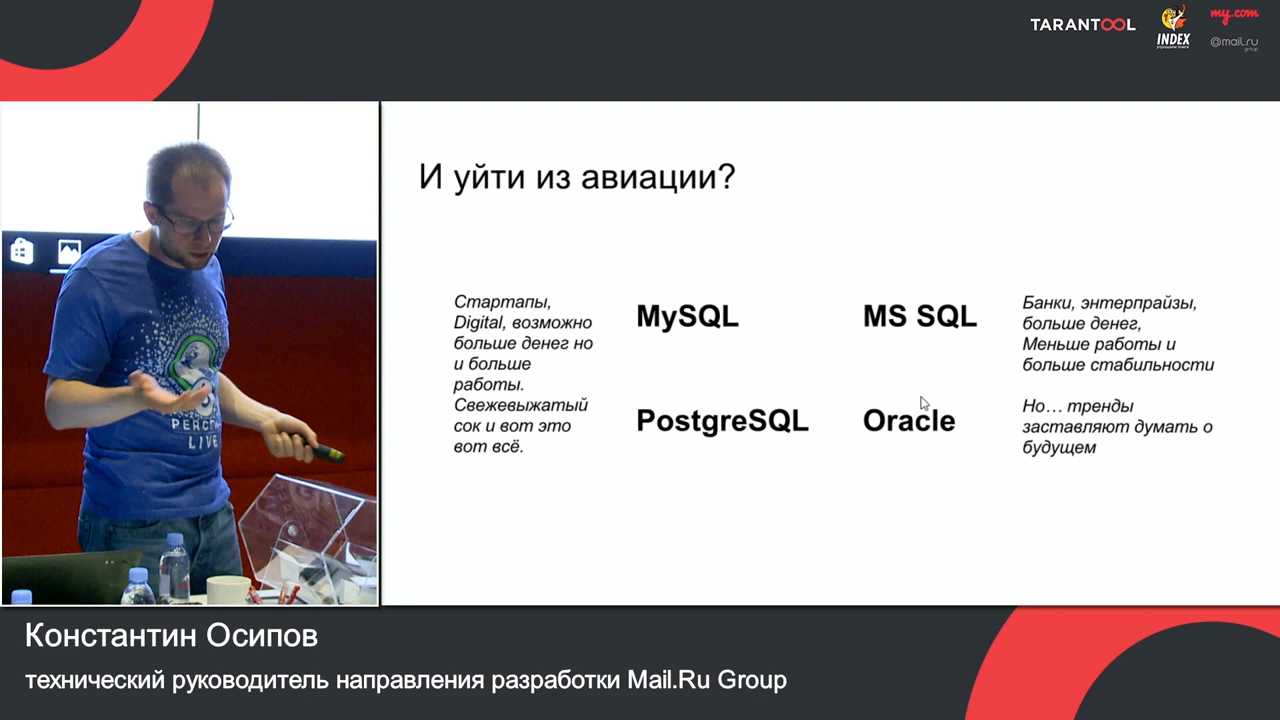 TARANTOOL
INDEX
my.com
@mail.ru
group
И уйти из авиации?
Стартапы,
Digital, возможно
больше денег но
и больше
работы.
Свежевыжатый
сок и вот это
вот всё.
MySQL
MS SQL
PostgreSQL
Oracle
Банки, энтерпрайзы,
больше денег,
Меньше работы и
больше стабильности
Но… тренды
заставляют думать о
будущем
LIVE
Константин Осипов
технический руководитель направления разработки Mail.Ru Group